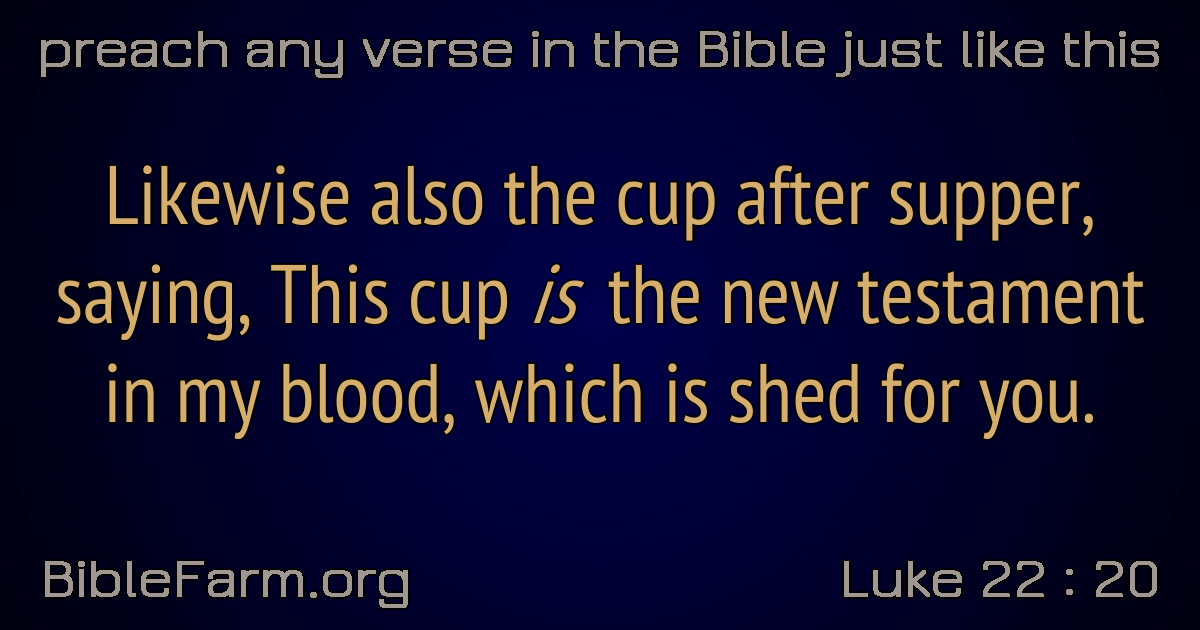 preach any verse in the Bible just like this
Likewise also the cup after supper,
saying, This cup is the new testament
in my blood, which is shed for you.
BibleFarm.org
Luke 22 : 20